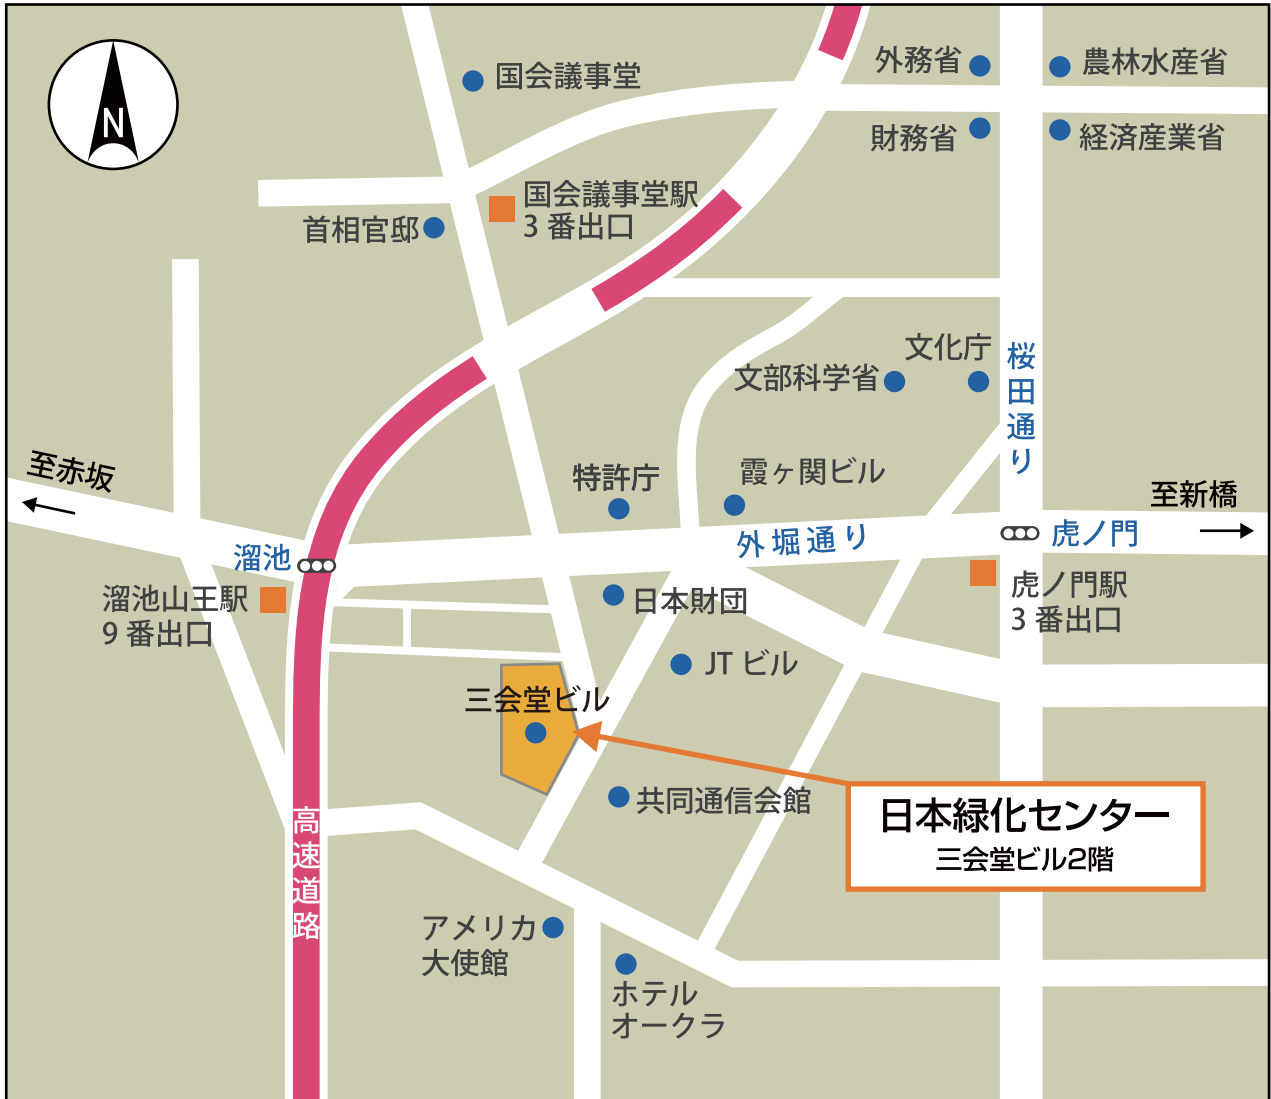 N
国会議事堂
外務省
農林水産省
財務省
経済産業省
国会議事堂駅
3 番出口
首相官邸
文化庁
文部科学省
桜田通り
至赤坂
特許庁
霞ヶ関ビル
至新橋
外堀通り
虎ノ門
溜池
溜池山王駅
9 番出口
日本財団
虎ノ門駅
3 番出口
JT ビル
三会堂ビル
共同通信会館
日本緑化センター
三会堂ビル2階
高速道路
アメリカ
大使館
ホテル
オークラ